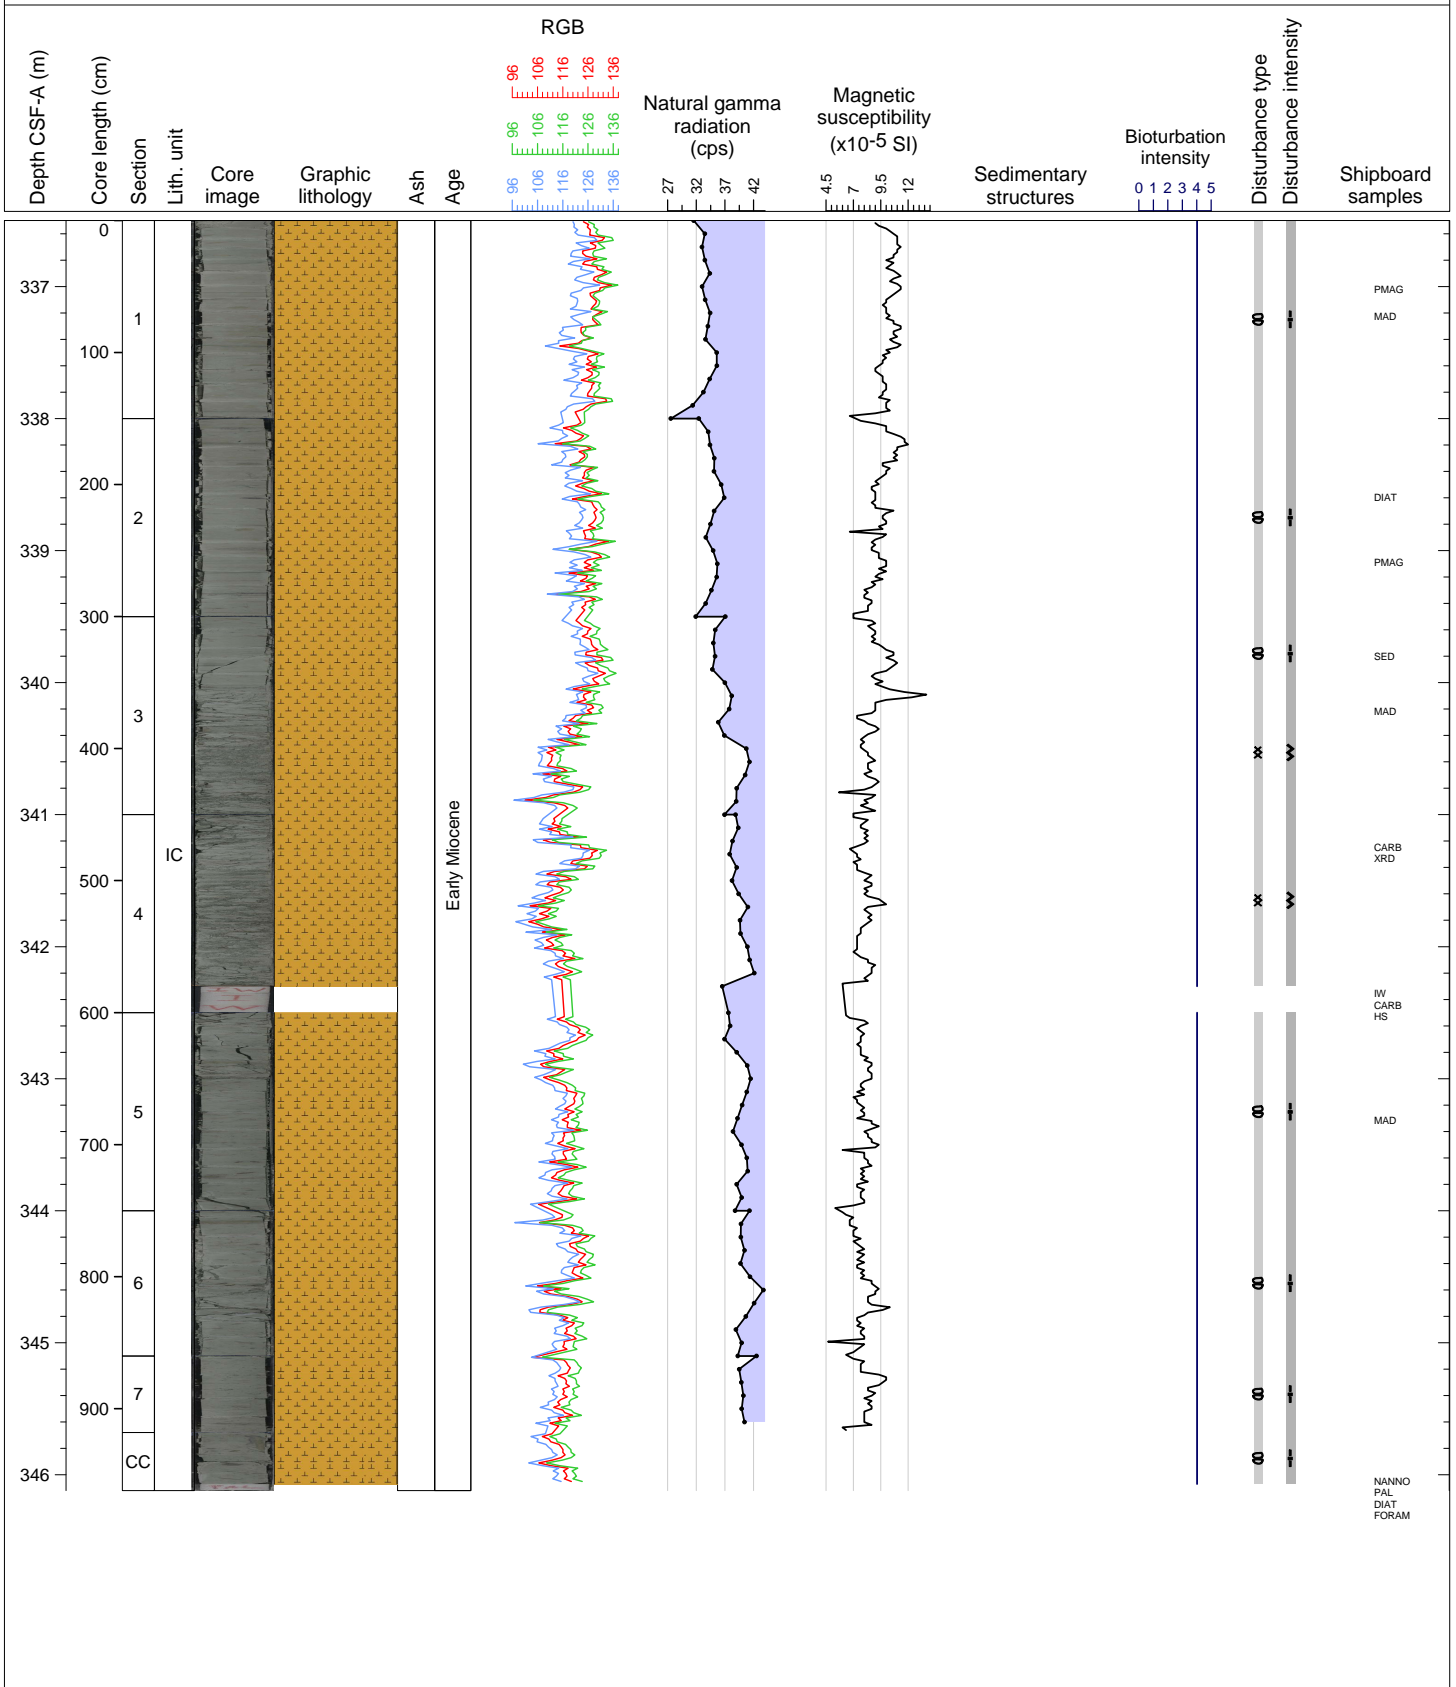 Depth CSF-A (m)
Core length (cm)
Section
Lith. unit
Core
image
Graphic
lithology
Ash
Age
RGB
96 106 116 126 136
96 106 116 126 136
96 106 116 126 136
Natural gamma
radiation
(cps)
27 32 37 42
Magnetic
susceptibility
(x10-5 SI)
4.5 7 9.5 12
Sedimentary
structures
Bioturbation
intensity
0 1 2 3 4 5
Disturbance type
Disturbance intensity
Shipboard
samples
0
337
PMAG
1
MAD
100
338
200
DIAT
2
339
PMAG
300
SED
340
MAD
3
400
341
Early Miocene
IC
CARB
XRD
500
4
342
IW
CARB
HS
600
343
5
MAD
700
344
800
6
345
7
900
CC
346
NANNO
PAL
DIAT
FORAM